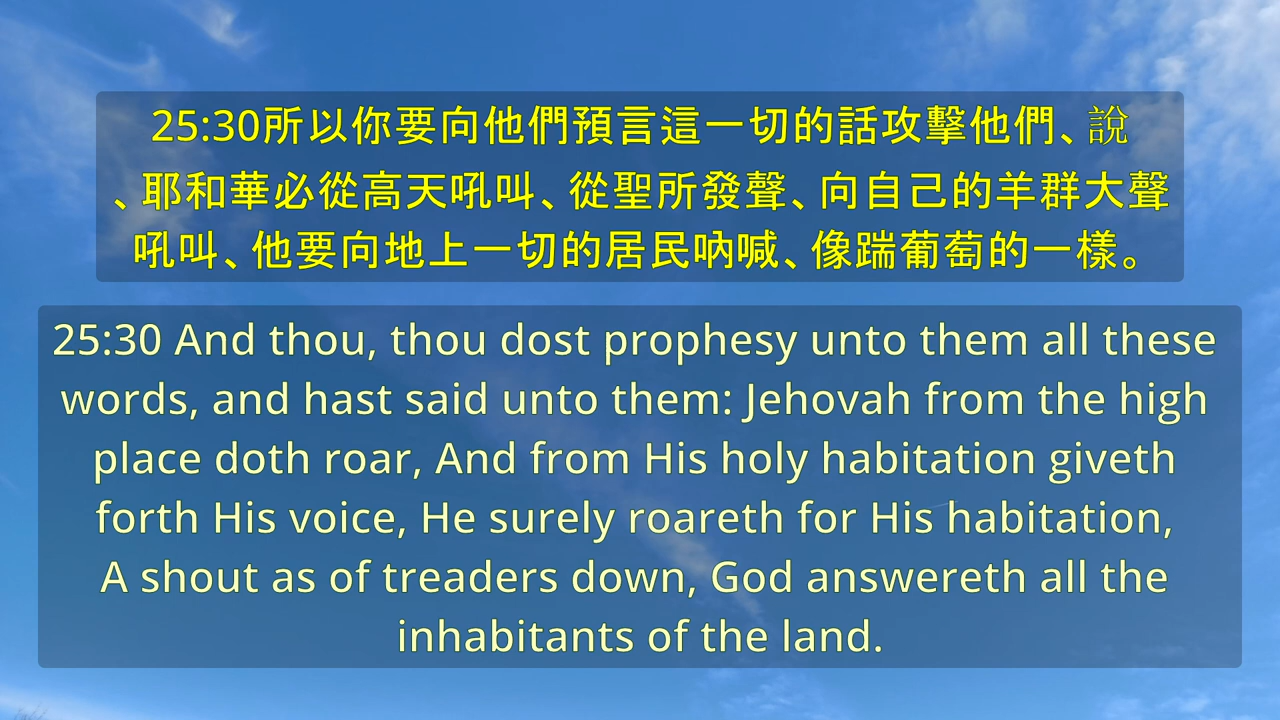 25:30所以你要向他們預言這一切的話攻擊他們、說
、耶和華必從高天吼叫、從聖所發聲、向自己的羊群大聲
吼叫、他要向地上一切的居民吶喊、像踹葡萄的一樣。
25:30 And thou, thou dost prophesy unto them all these
words, and hast said unto them: Jehovah from the high
place doth roar, And from His holy habitation giveth
forth His voice, He surely roareth for His habitation,
A shout as of treaders down, God answereth all the
inhabitants of the land.